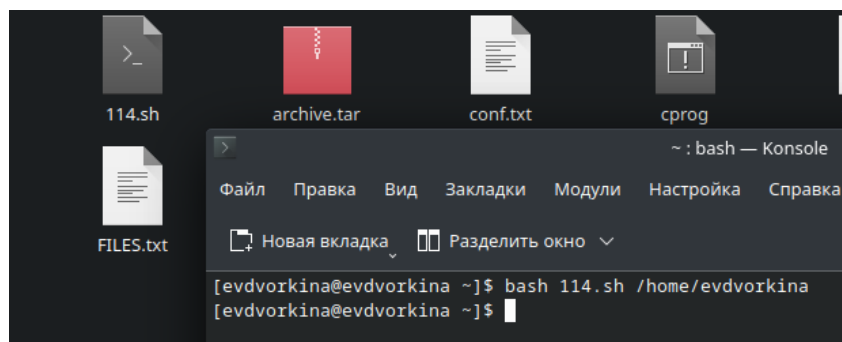 114.sh archive.tar conf.txt cprog
FILES.txt
~ : bash — Konsole
Файл Правка Вид Закладки Модули Настройка Справка
Новая вкладка Разделить окно
[evdvorkina@evdvorkina ~]$ bash 114.sh /home/evdvorkina
[evdvorkina@evdvorkina ~]$